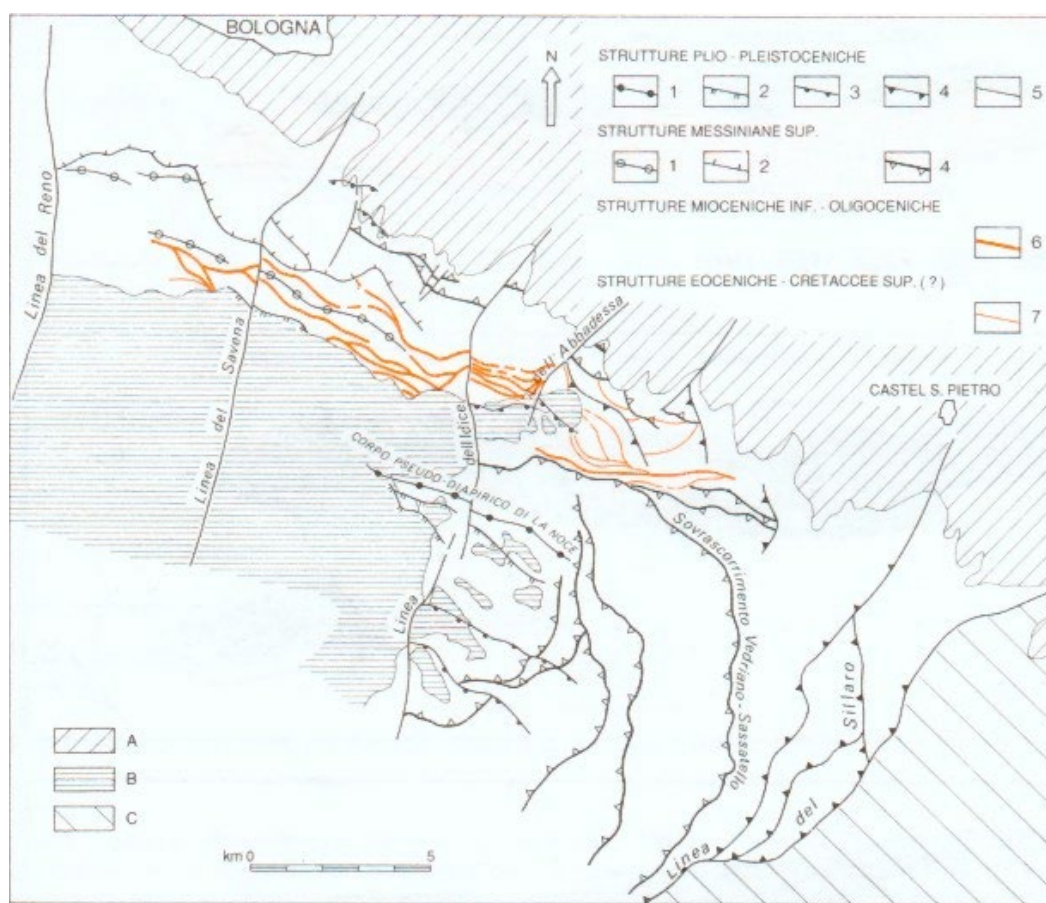 BOLOGNA
N
STRUTTURE PLIO - PLEISTOCENICHE
1 2 3 4 5
STRUTTURE MESSINIANE SUP.
1 2 4
STRUTTURE MIOCENICHE INF. - OLIGOCENICHE
6
STRUTTURE EOCENICHE - CRETACCEE SUP. (?)
7
Linea del Reno
Linea del Savena
Linea dell'Idice
dell'Abbadessa
CASTEL S. PIETRO
CORPO PSEUDO-DIAPIRICO DI LA NOCE
Sovrascorrimento Vedriano-Sassatello
Linea del Sillaro
A
B
C
km 0 5